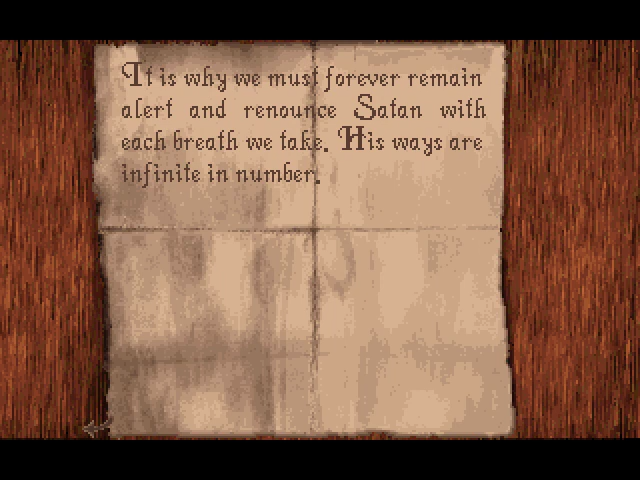 It is why we must forever remain
alert and renounce Satan with
each breath we take. His ways are
infinite in number.